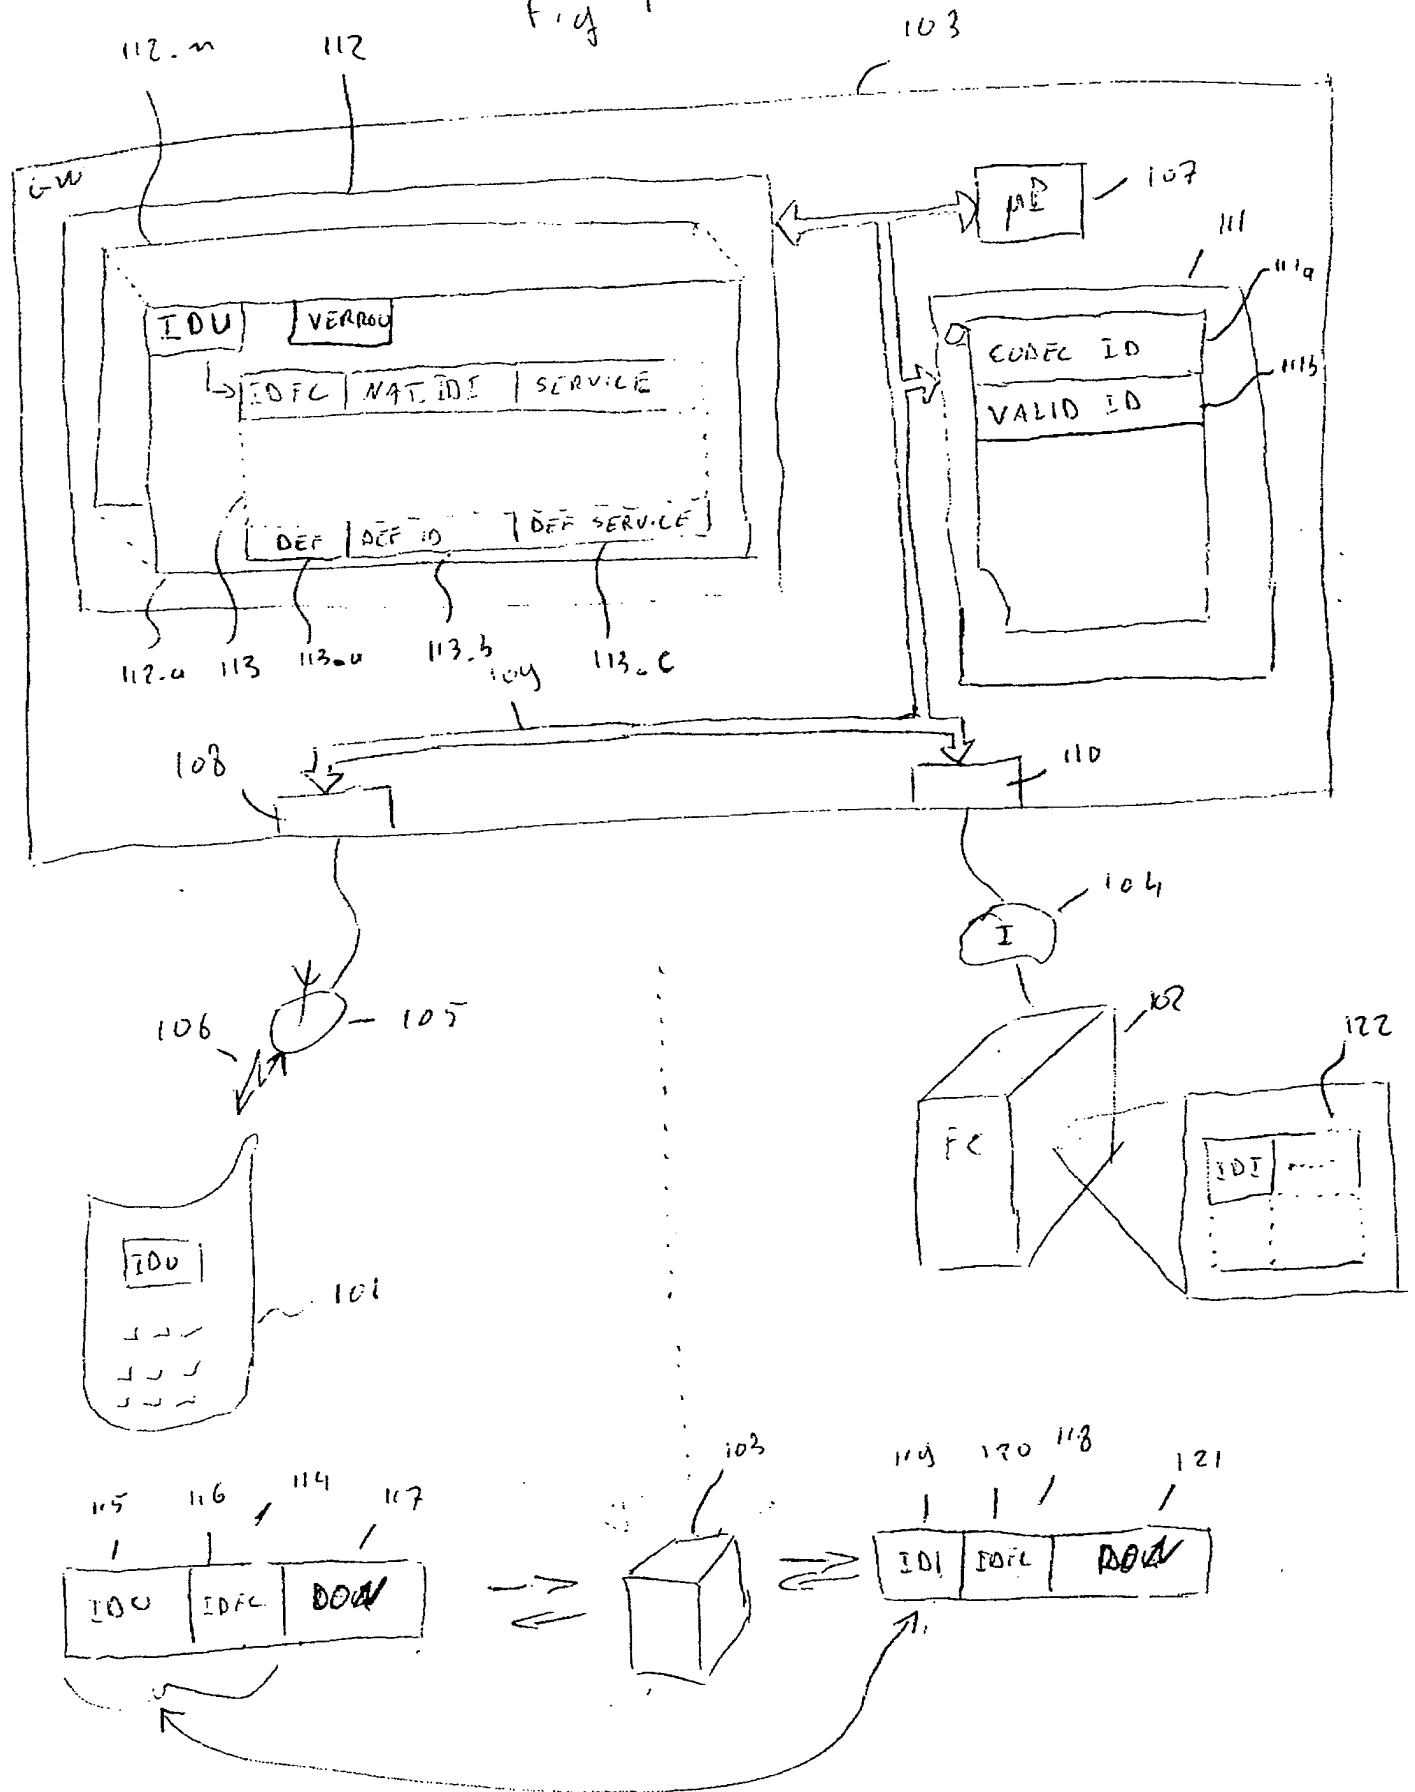 Fig 1
103
112.n 112
GW
µP 107
111
111a
IDU VERROU
CODEC ID
IDFC NAT.IDI SERVICE
111b
VALID ID
DEF DEF ID DEF SERVICE
112.a 113 113.a 113.b 113.c
109
108 110
104
I
102
106 105
122
FC
IDI .....
IDU
101
103 119 120 118 121
115 116 114 117
IDU IDFC DON
IDI IDFC DON